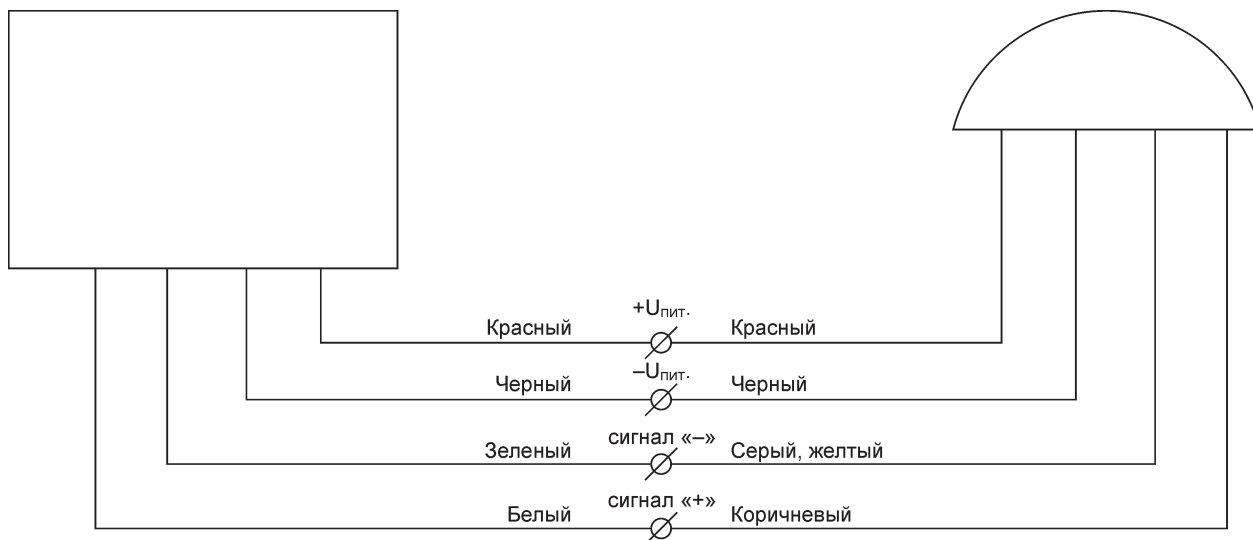 +Uпит.
Красный Красный
–Uпит.
Черный Черный
сигнал «–»
Зеленый Серый, желтый
сигнал «+»
Белый Коричневый